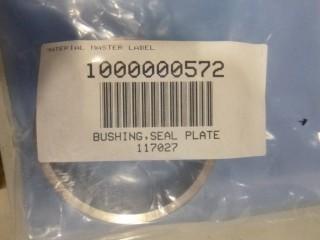 MATERIAL MASTER LABEL
1000000572
BUSHING,SEAL PLATE
117027